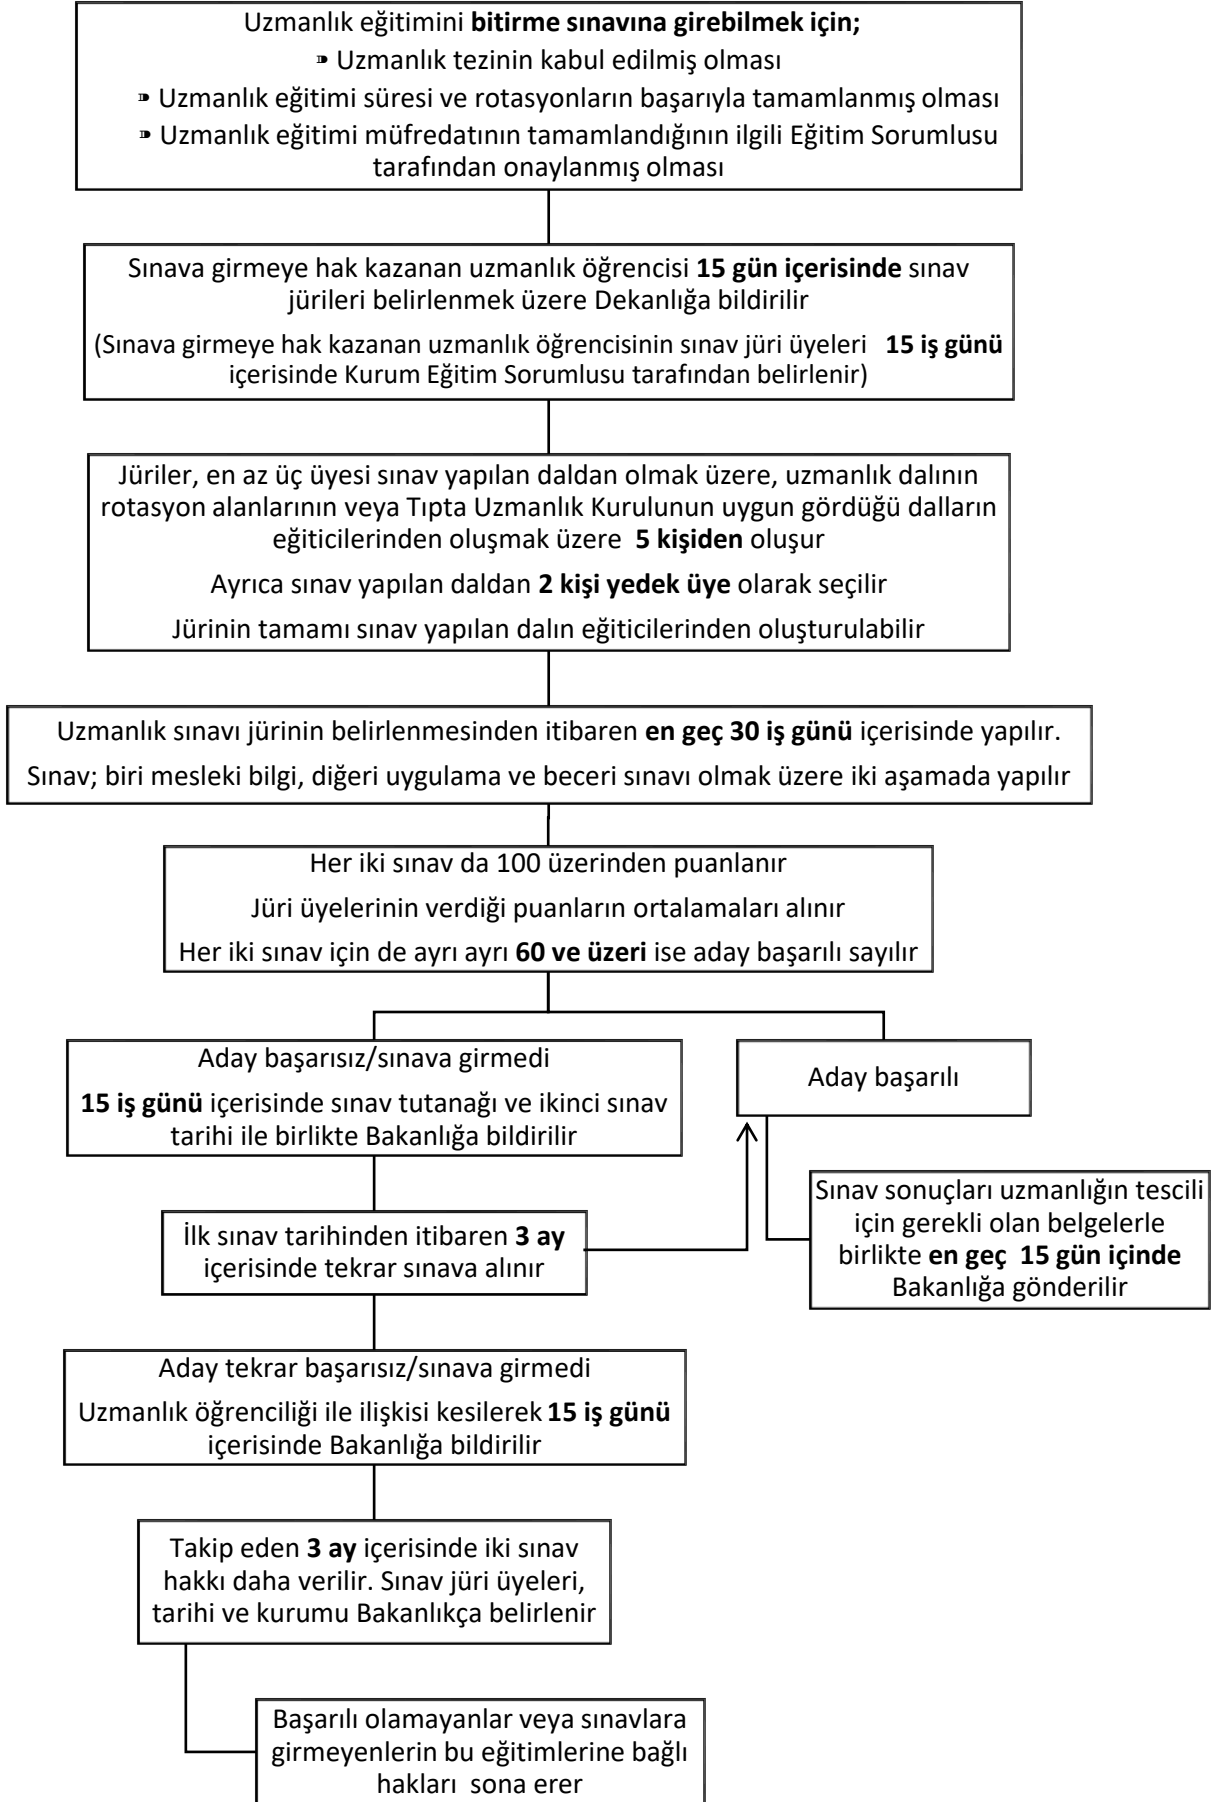 Uzmanlık eğitimini bitirme sınavına girebilmek için;
⁍ Uzmanlık tezinin kabul edilmiş olması
⁍ Uzmanlık eğitimi süresi ve rotasyonların başarıyla tamamlanmış olması
⁍ Uzmanlık eğitimi müfredatının tamamlandığının ilgili Eğitim Sorumlusu
tarafından onaylanmış olması
Sınava girmeye hak kazanan uzmanlık öğrencisi 15 gün içerisinde sınav
jürileri belirlenmek üzere Dekanlığa bildirilir
(Sınava girmeye hak kazanan uzmanlık öğrencisinin sınav jüri üyeleri 15 iş günü
içerisinde Kurum Eğitim Sorumlusu tarafından belirlenir)
Jüriler, en az üç üyesi sınav yapılan daldan olmak üzere, uzmanlık dalının
rotasyon alanlarının veya Tıpta Uzmanlık Kurulunun uygun gördüğü dalların
eğiticilerinden oluşmak üzere 5 kişiden oluşur
Ayrıca sınav yapılan daldan 2 kişi yedek üye olarak seçilir
Jürinin tamamı sınav yapılan dalın eğiticilerinden oluşturulabilir
Uzmanlık sınavı jürinin belirlenmesinden itibaren en geç 30 iş günü içerisinde yapılır.
Sınav; biri mesleki bilgi, diğeri uygulama ve beceri sınavı olmak üzere iki aşamada yapılır
Her iki sınav da 100 üzerinden puanlanır
Jüri üyelerinin verdiği puanların ortalamaları alınır
Her iki sınav için de ayrı ayrı 60 ve üzeri ise aday başarılı sayılır
Aday başarısız/sınava girmedi
15 iş günü içerisinde sınav tutanağı ve ikinci sınav
tarihi ile birlikte Bakanlığa bildirilir
Aday başarılı
Sınav sonuçları uzmanlığın tescili
için gerekli olan belgelerle
birlikte en geç 15 gün içinde
Bakanlığa gönderilir
İlk sınav tarihinden itibaren 3 ay
içerisinde tekrar sınava alınır
Aday tekrar başarısız/sınava girmedi
Uzmanlık öğrenciliği ile ilişkisi kesilerek 15 iş günü
içerisinde Bakanlığa bildirilir
Takip eden 3 ay içerisinde iki sınav
hakkı daha verilir. Sınav jüri üyeleri,
tarihi ve kurumu Bakanlıkça belirlenir
Başarılı olamayanlar veya sınavlara
girmeyenlerin bu eğitimlerine bağlı
hakları sona erer